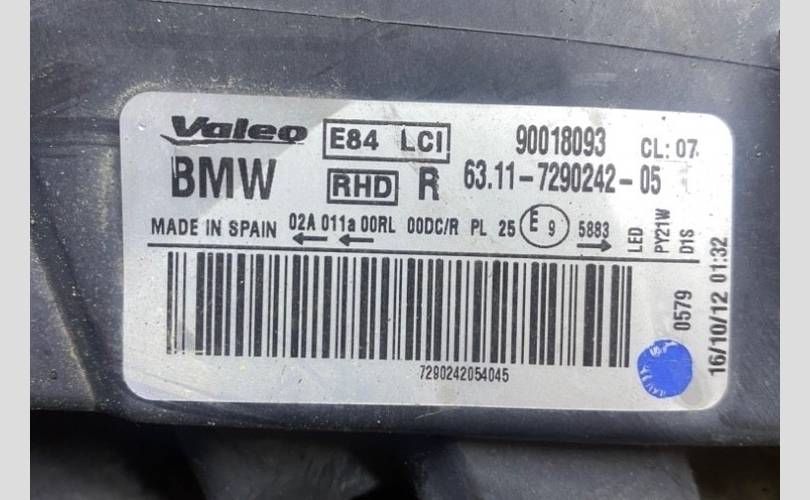 Valeo E84 LCI 90018093 CL: 07
BMW RHD R 63.11-7290242-05
MADE IN SPAIN 02A 011a 00RL 00DC/R PL 25 E 9 5883
LED
PY21W
D1S
0579
16/10/12 01:32
7290242054045